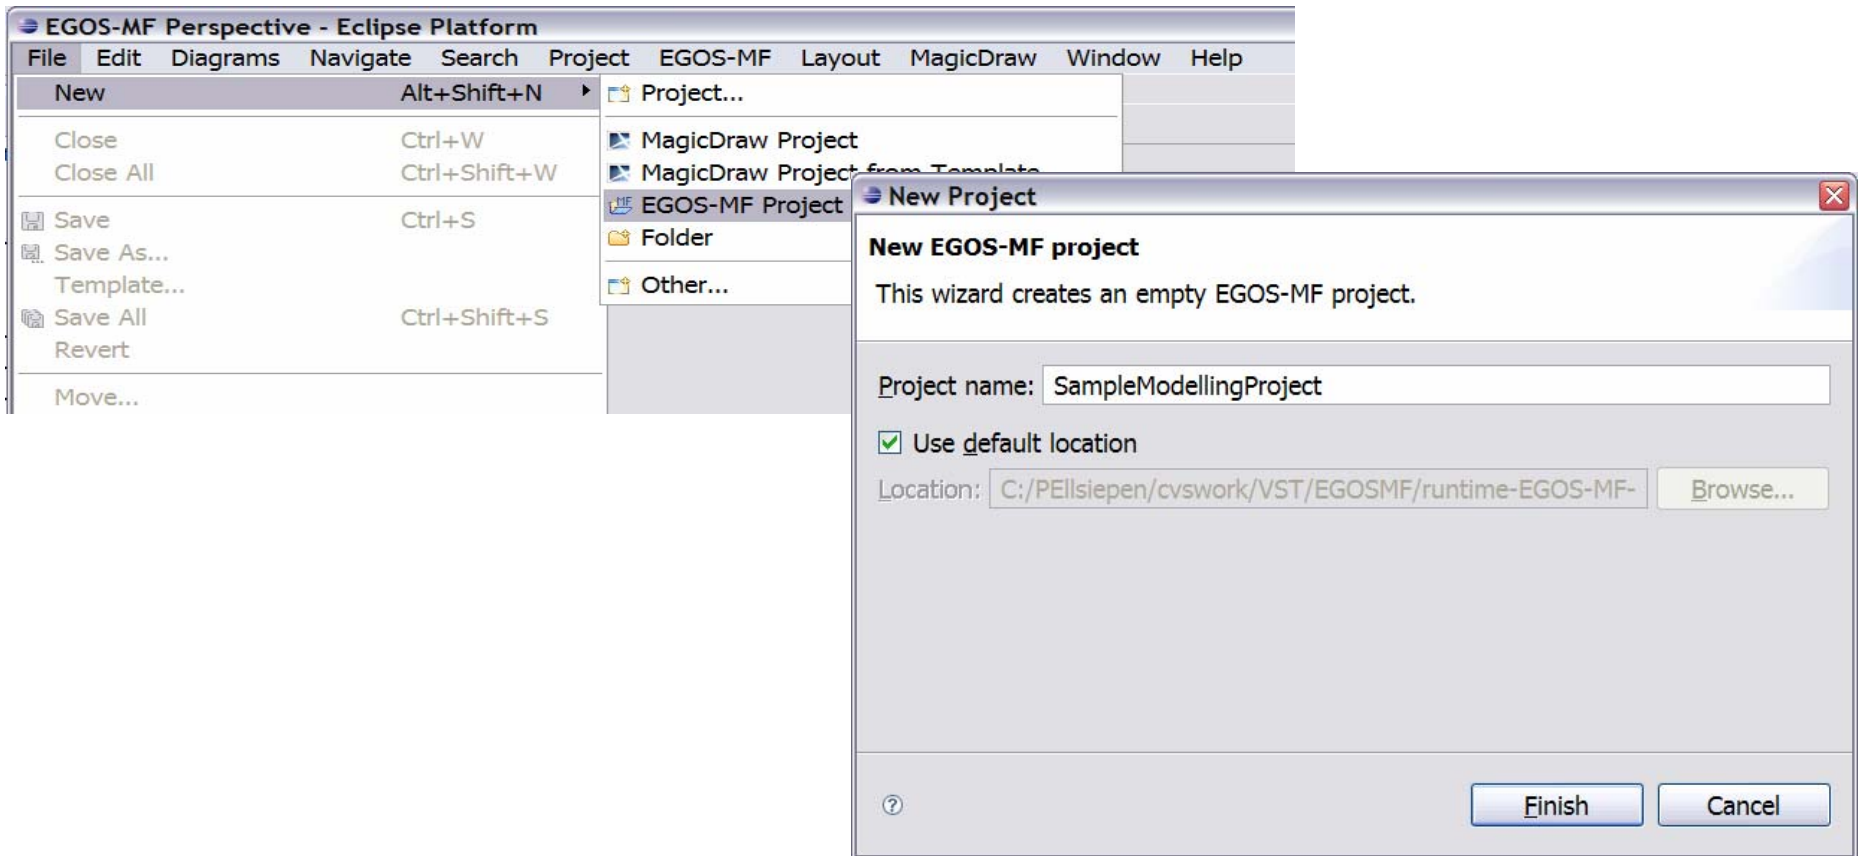 EGOS-MF Perspective - Eclipse Platform
File Edit Diagrams Navigate Search Project EGOS-MF Layout MagicDraw Window Help
New Alt+Shift+N
Close Ctrl+W
Close All Ctrl+Shift+W
Save Ctrl+S
Save As...
Template...
Save All Ctrl+Shift+S
Revert
Move...
Project...
MagicDraw Project
MagicDraw Project from Template
EGOS-MF Project
Folder
Other...
New Project
New EGOS-MF project
This wizard creates an empty EGOS-MF project.
Project name: SampleModellingProject
Use default location
Location: C:/PEllsiepen/cvswork/VST/EGOSMF/runtime-EGOS-MF- Browse...
Finish Cancel